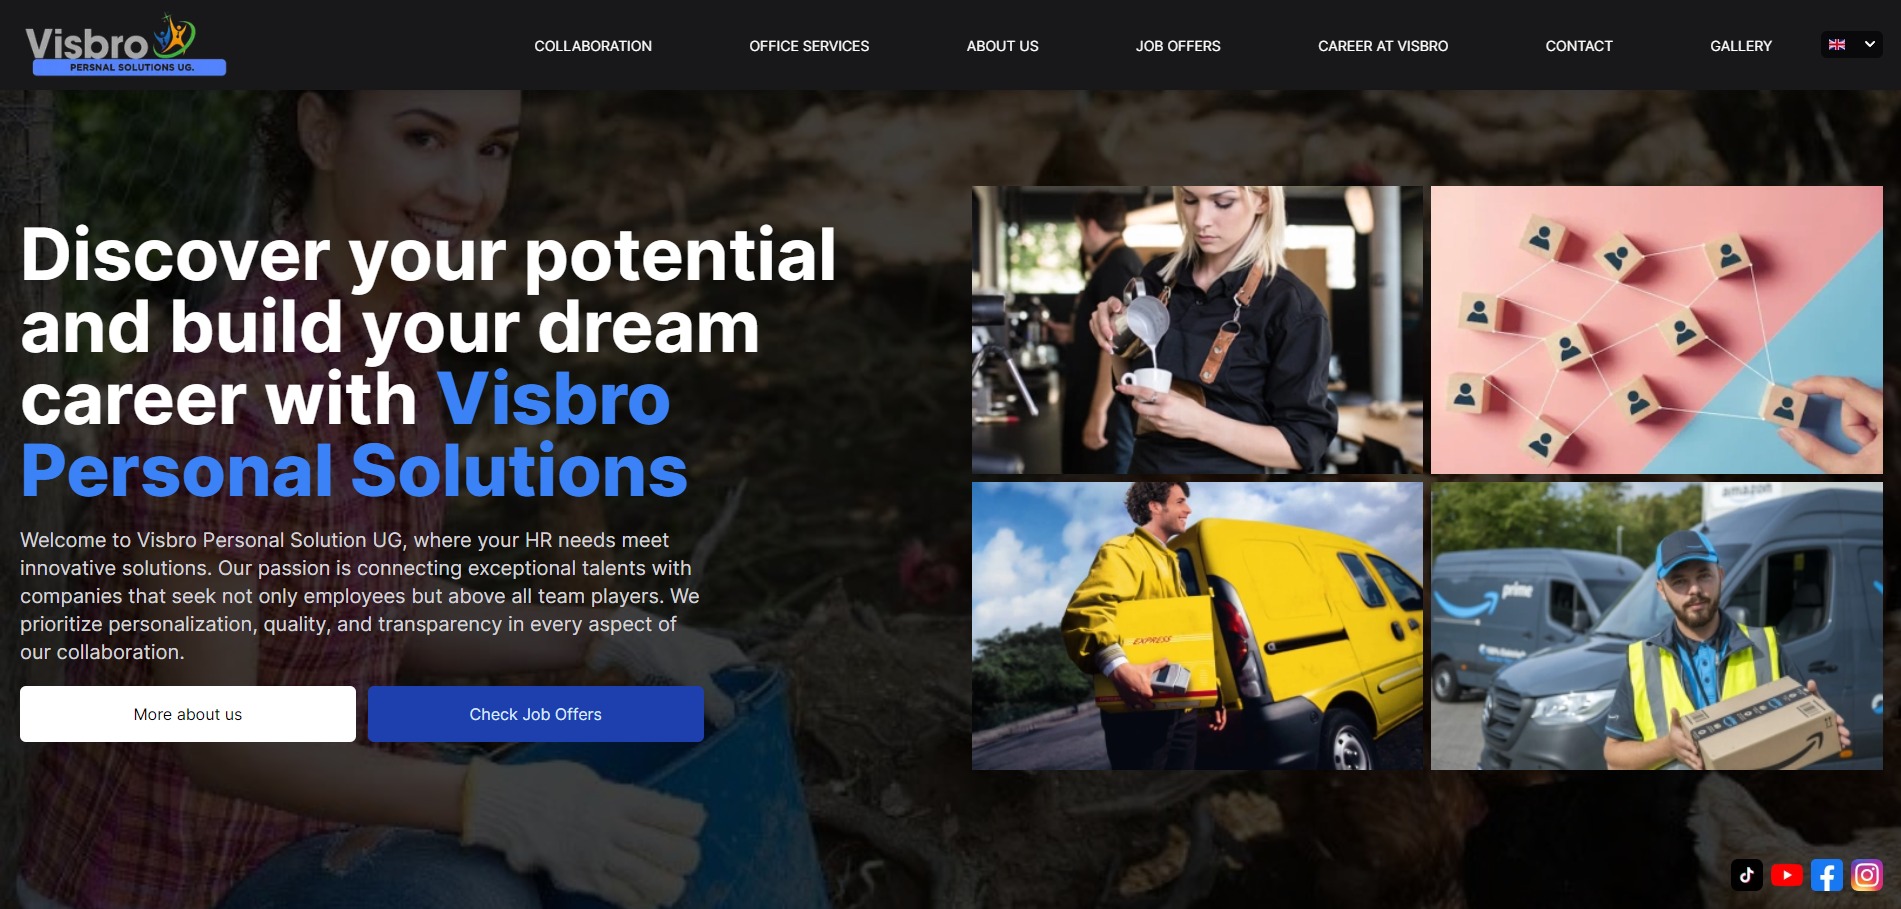 Visbro
PERSNAL SOLUTIONS UG.
COLLABORATION
OFFICE SERVICES
ABOUT US
JOB OFFERS
CAREER AT VISBRO
CONTACT
GALLERY
Discover your potential
and build your dream
career with Visbro
Personal Solutions
Welcome to Visbro Personal Solution UG, where your HR needs meet
innovative solutions. Our passion is connecting exceptional talents with
companies that seek not only employees but above all team players. We
prioritize personalization, quality, and transparency in every aspect of
our collaboration.
More about us
Check Job Offers
EXPRESS
amazon
prime